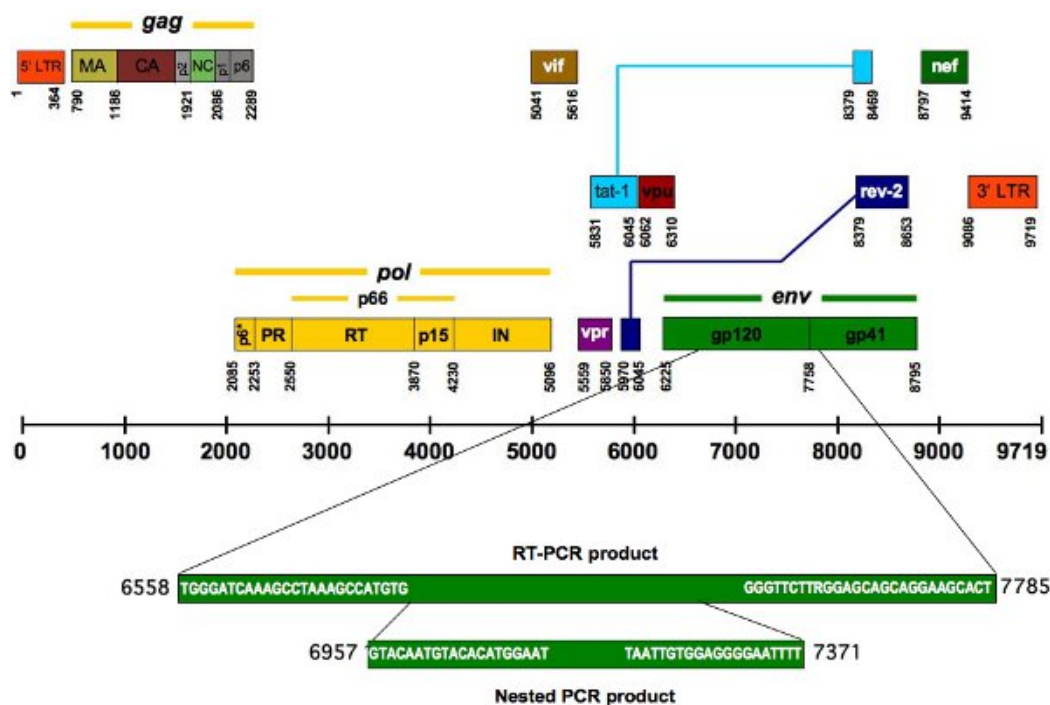 gag
5' LTR MA CA p2 NC p1 p6 vif nef
1 364 790 1186 1921 2086 2289 5041 5616 8379 8469 8797 9414
tat-1 vpu rev-2 3' LTR
5831 6045 6062 6310 8379 8653 9086 9719
pol env
p66
p6* PR RT p15 IN vpr gp120 gp41
2085 2253 2550 3870 4230 5096 5559 5850 5970 6045 6225 7758 8795
0 1000 2000 3000 4000 5000 6000 7000 8000 9000 9719
RT-PCR product
6558 TGGGATCAAAGCCTAAAGCCATGTG GGGTTCTTRGGAGCAGCAGGAAGCACT 7785
6957 GTACAATGTACACATGGAAT TAATTGTGGAGGGGAATTTT 7371
Nested PCR product